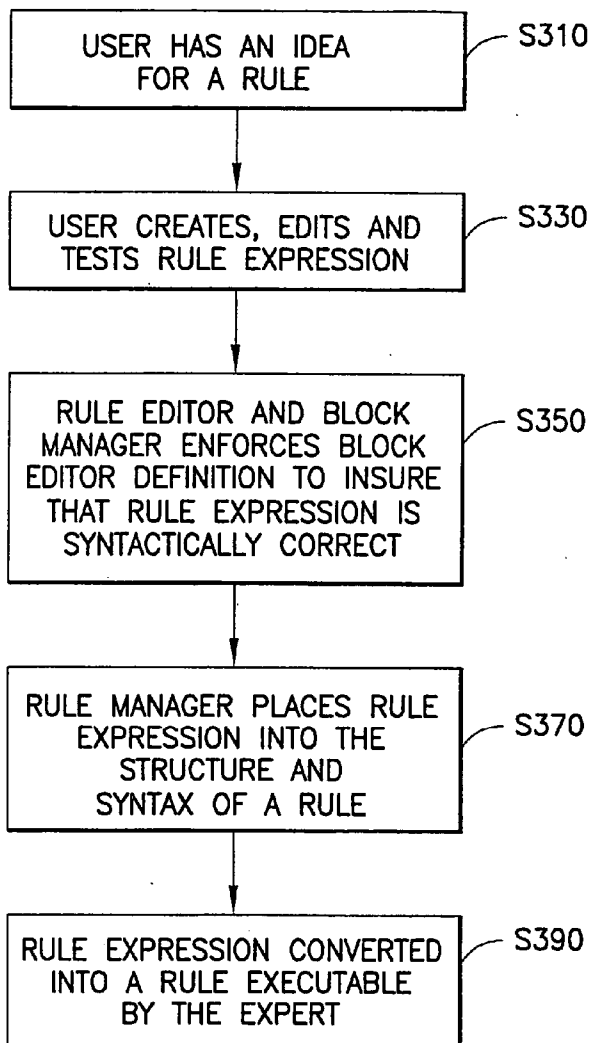 USER HAS AN IDEA
FOR A RULE
S310
USER CREATES, EDITS AND
TESTS RULE EXPRESSION
S330
RULE EDITOR AND BLOCK
MANAGER ENFORCES BLOCK
EDITOR DEFINITION TO INSURE
THAT RULE EXPRESSION IS
SYNTACTICALLY CORRECT
S350
RULE MANAGER PLACES RULE
EXPRESSION INTO THE
STRUCTURE AND
SYNTAX OF A RULE
S370
RULE EXPRESSION CONVERTED
INTO A RULE EXECUTABLE
BY THE EXPERT
S390